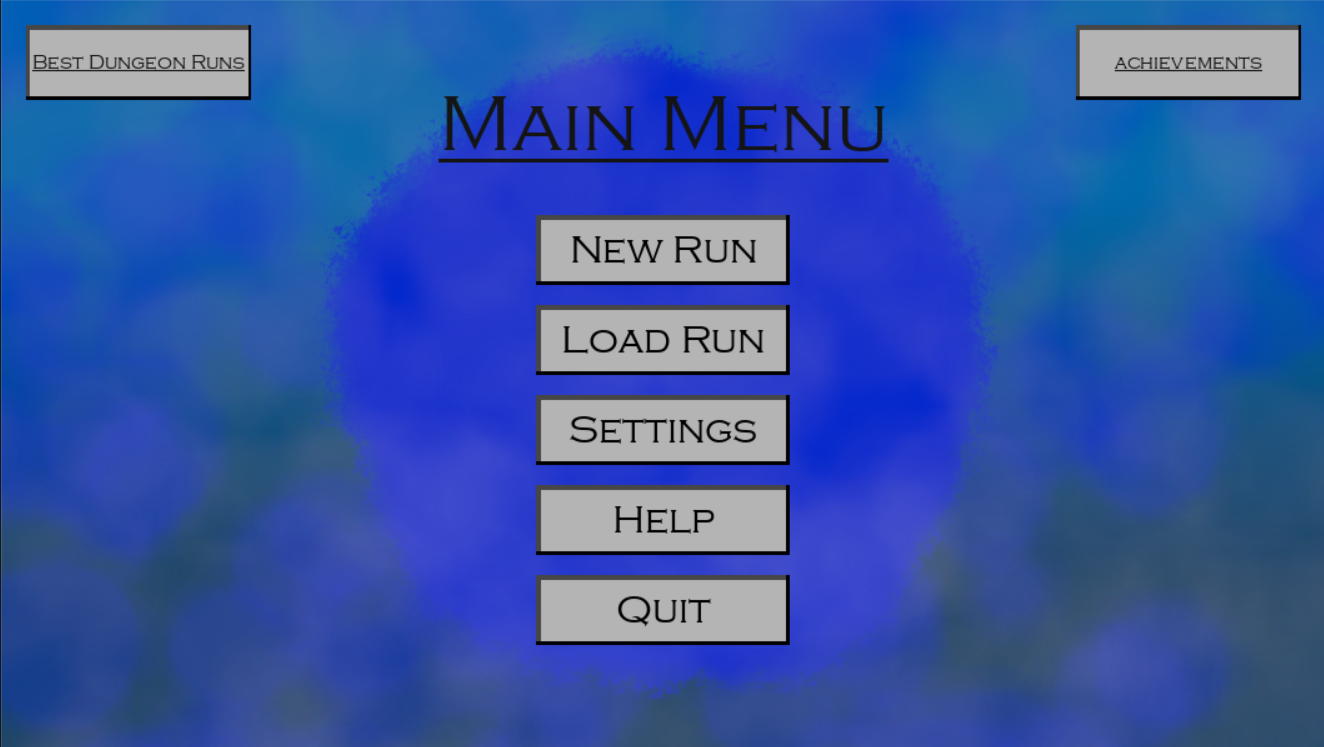 Best Dungeon Runs
Achievements
Main Menu
New Run
Load Run
Settings
Help
Quit